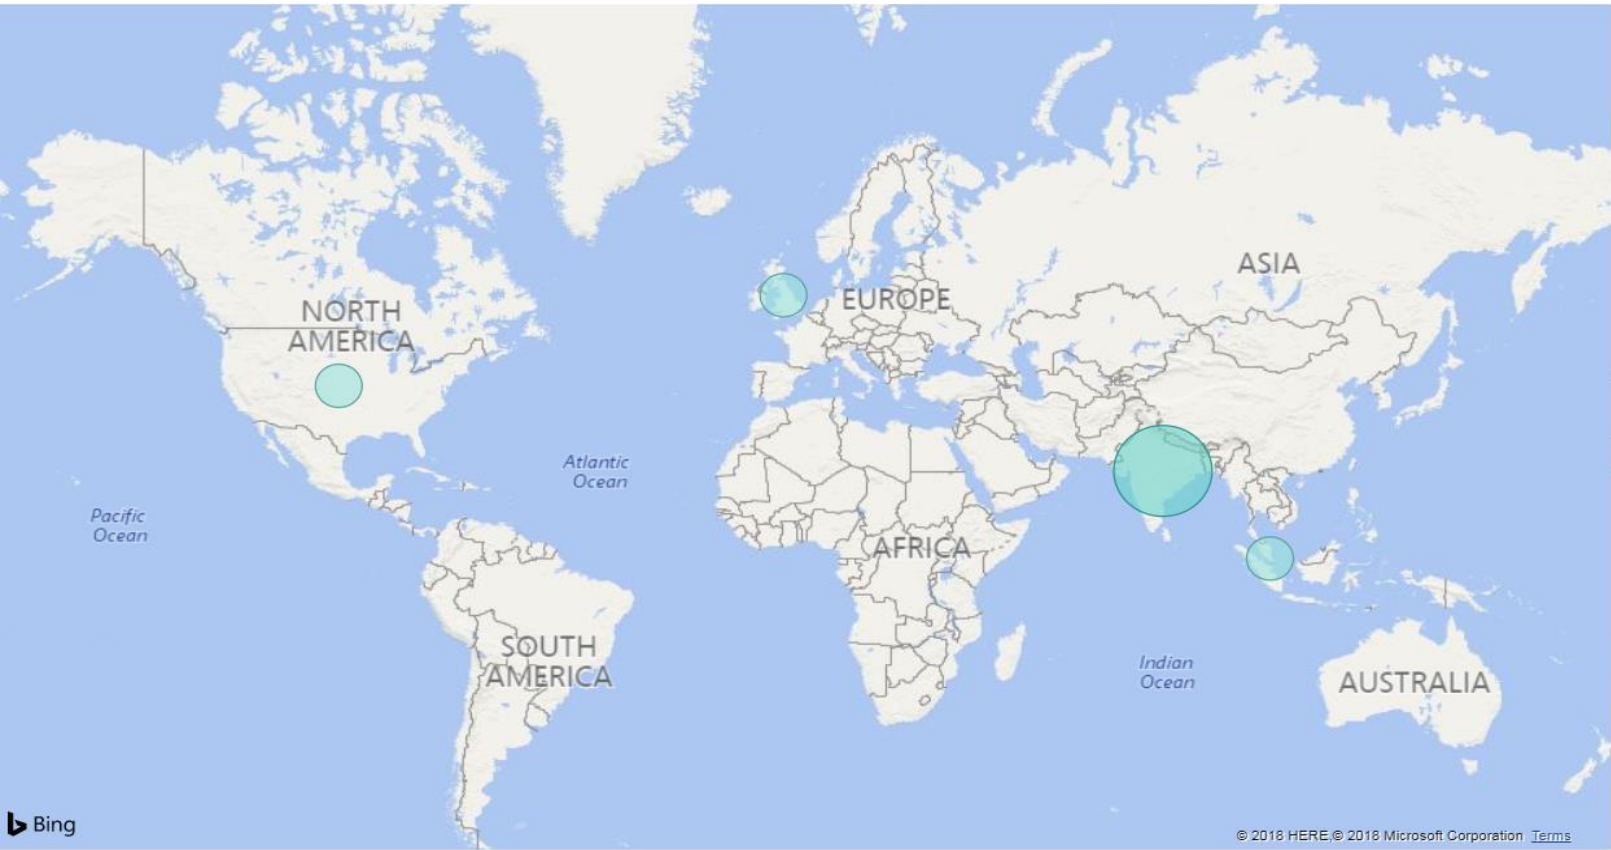 ASIA
EUROPE
NORTH
AMERICA
Atlantic
Ocean
Pacific
Ocean
AFRICA
SOUTH
AMERICA
Indian
Ocean
AUSTRALIA
Bing
© 2018 HERE,© 2018 Microsoft Corporation Terms